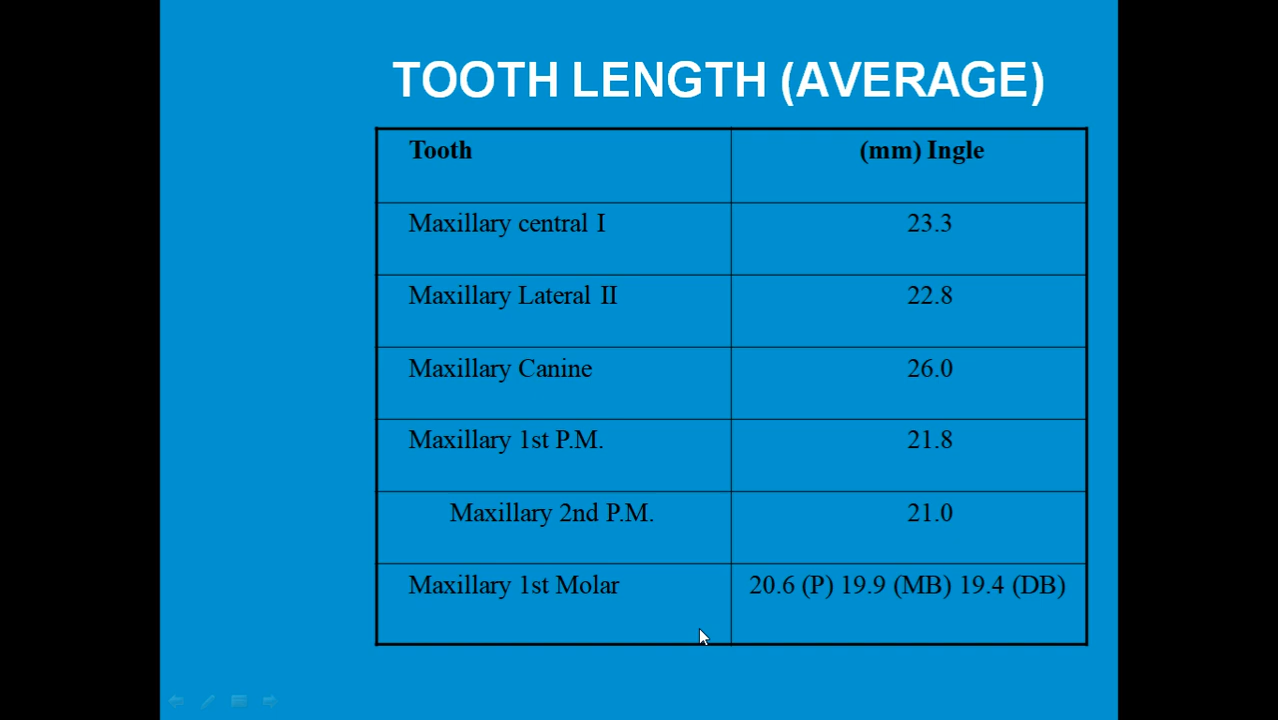 TOOTH LENGTH (AVERAGE)
Tooth (mm) Ingle
Maxillary central I 23.3
Maxillary Lateral II 22.8
Maxillary Canine 26.0
Maxillary 1st P.M. 21.8
Maxillary 2nd P.M. 21.0
Maxillary 1st Molar 20.6 (P) 19.9 (MB) 19.4 (DB)